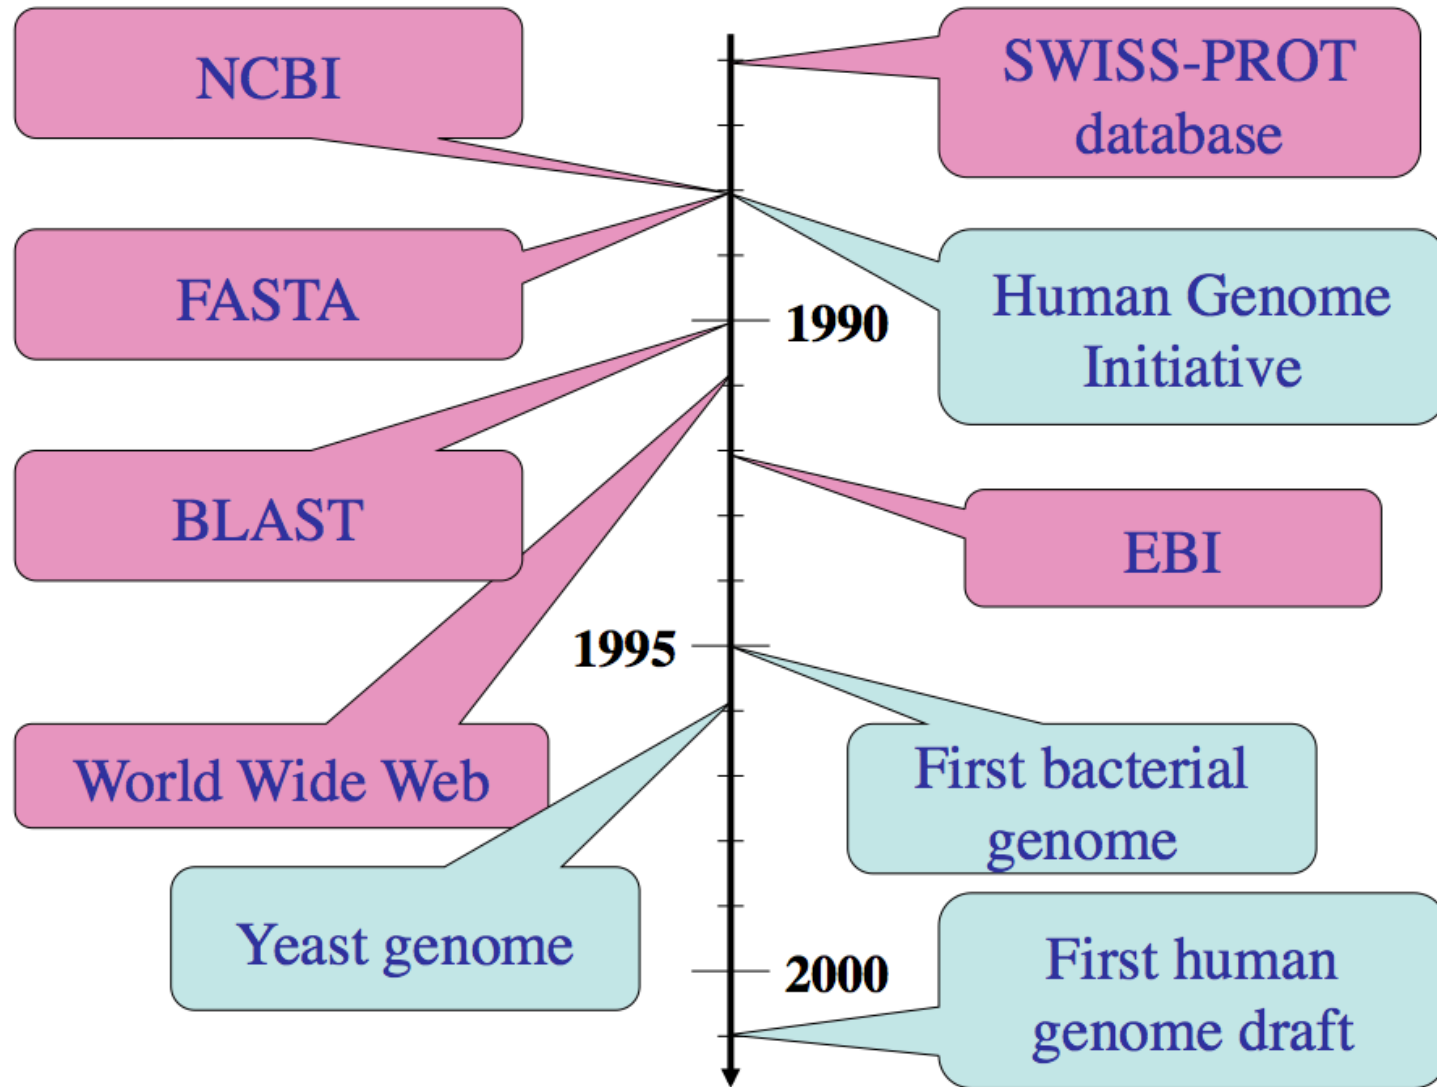 NCBI
SWISS-PROT
database
FASTA
Human Genome
Initiative
1990
BLAST
EBI
1995
World Wide Web
First bacterial
genome
Yeast genome
2000
First human
genome draft